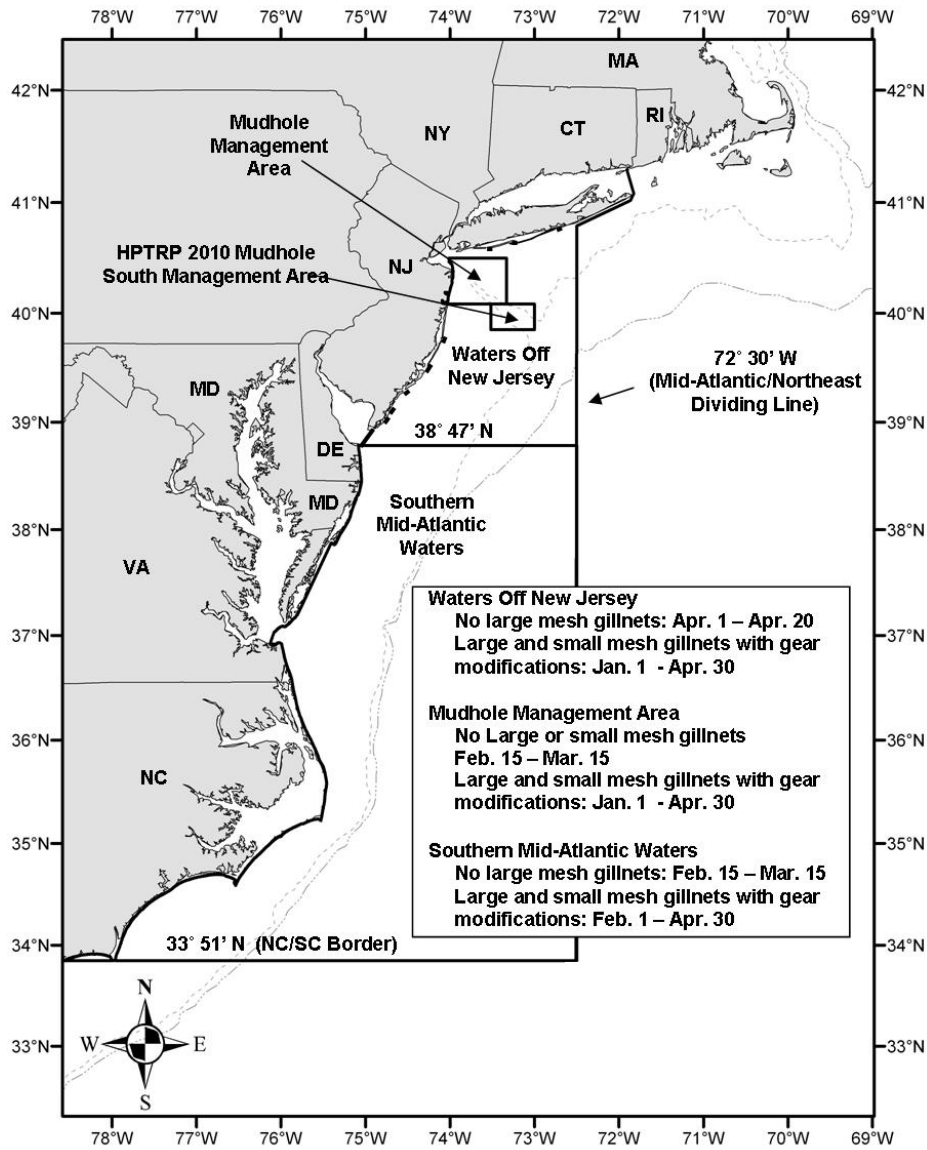 78°W 77°W 76°W 75°W 74°W 73°W 72°W 71°W 70°W 69°W
MA
42°N 42°N
Mudhole
Management
Area
NY
CT
RI
41°N 41°N
HPTRP 2010 Mudhole
South Management Area
NJ
40°N 40°N
Waters Off
New Jersey
72° 30' W
(Mid-Atlantic/Northeast
Dividing Line)
MD
39°N 39°N
38° 47' N
DE
MD
Southern
Mid-Atlantic
Waters
38°N 38°N
VA
Waters Off New Jersey
No large mesh gillnets: Apr. 1 – Apr. 20
Large and small mesh gillnets with gear
modifications: Jan. 1 - Apr. 30
37°N 37°N
Mudhole Management Area
No Large or small mesh gillnets
Feb. 15 – Mar. 15
Large and small mesh gillnets with gear
modifications: Jan. 1 - Apr. 30
36°N 36°N
NC
35°N 35°N
Southern Mid-Atlantic Waters
No large mesh gillnets: Feb. 15 – Mar. 15
Large and small mesh gillnets with gear
modifications: Feb. 1 – Apr. 30
34°N 34°N
33° 51' N (NC/SC Border)
N
W E
S
33°N 33°N
78°W 77°W 76°W 75°W 74°W 73°W 72°W 71°W 70°W 69°W